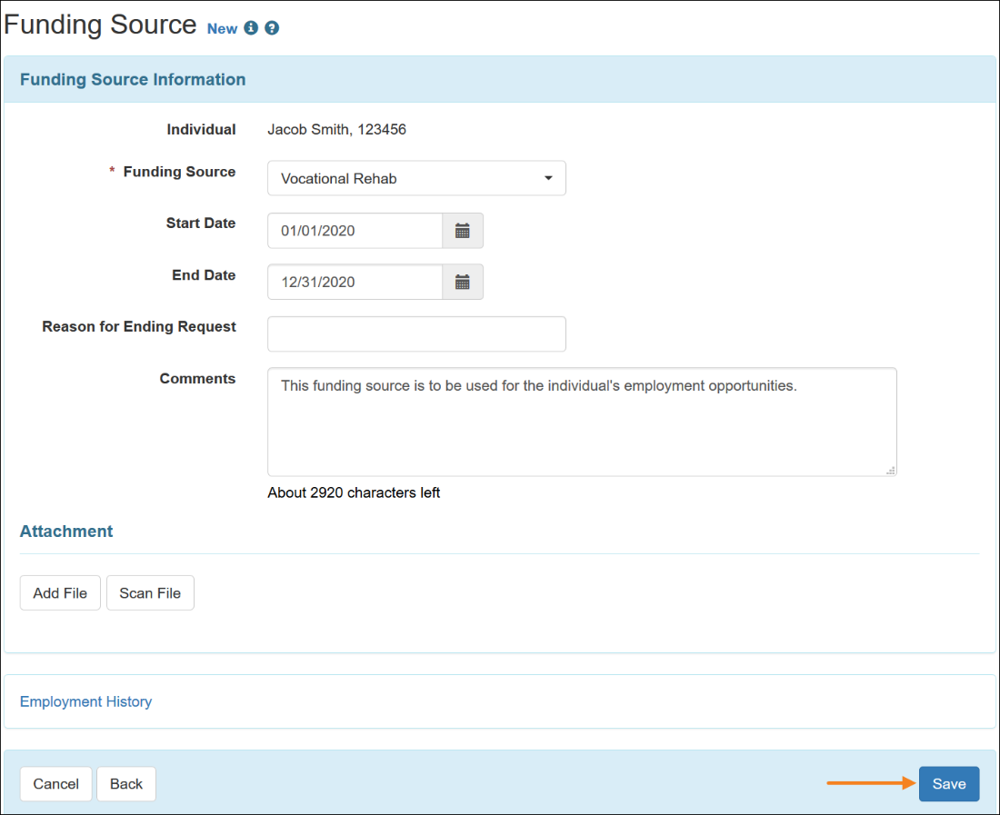 Funding Source New
Funding Source Information
Individual Jacob Smith, 123456
* Funding Source Vocational Rehab
Start Date 01/01/2020
End Date 12/31/2020
Reason for Ending Request
Comments This funding source is to be used for the individual's employment opportunities.
About 2920 characters left
Attachment
Add File Scan File
Employment History
Cancel Back Save